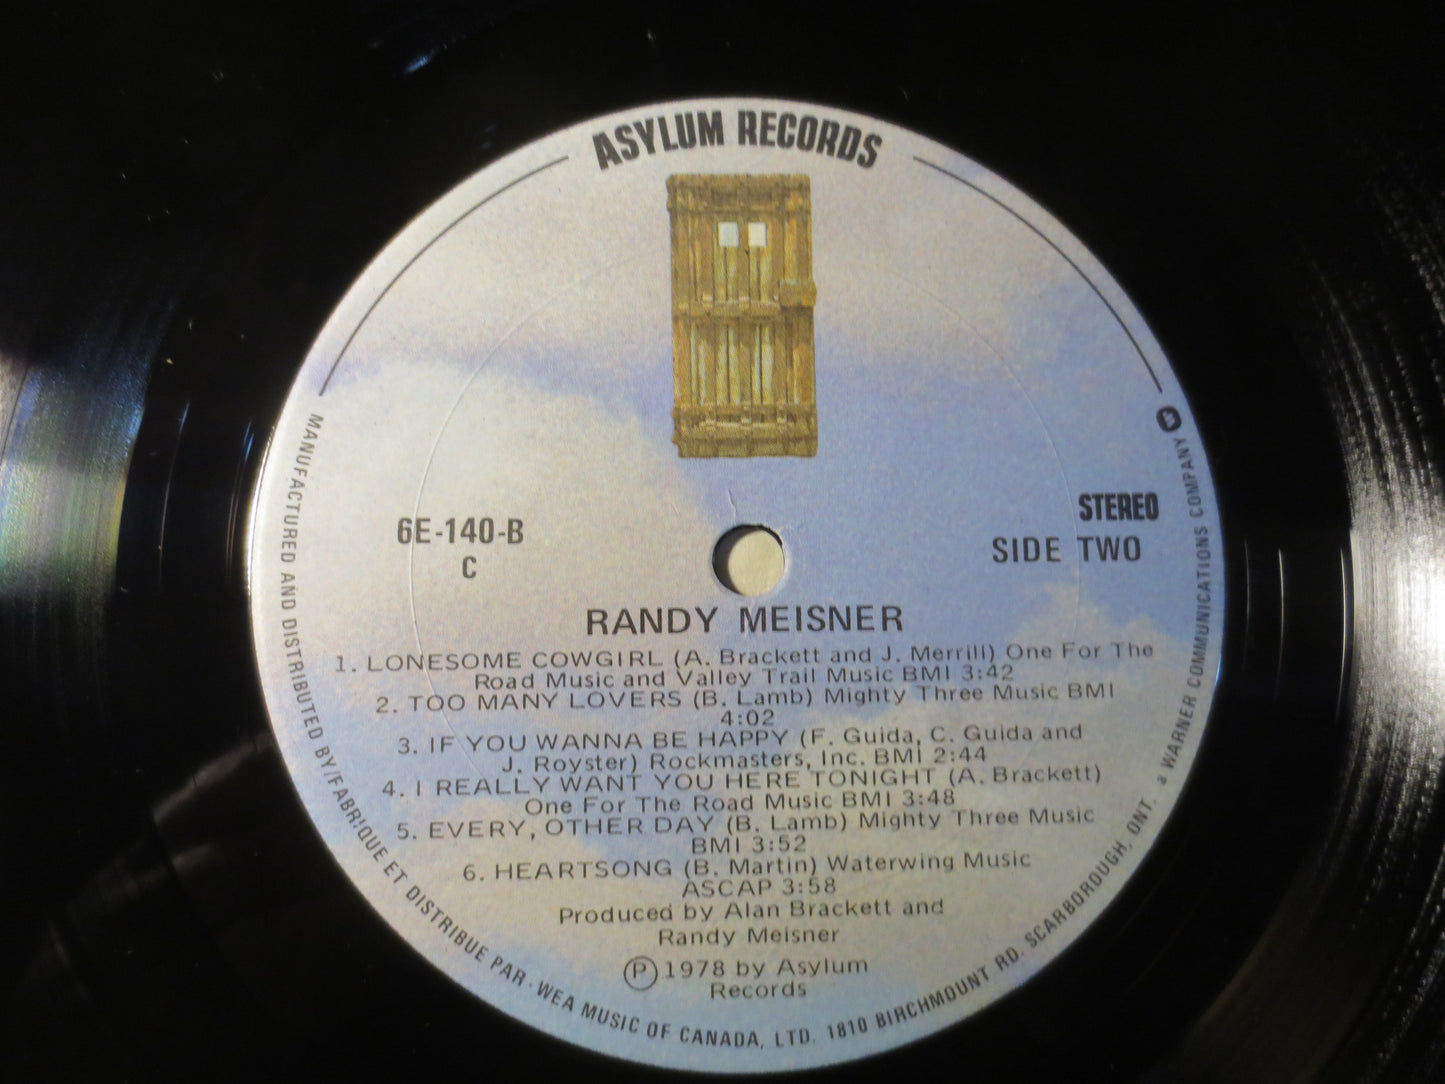 ASYLUM RECORDS
STEREO
6E-140-B
SIDE TWO
C
RANDY MEISNER
1. LONESOME COWGIRL (A. Brackett and J. Merrill) One For The
Road Music and Valley Trail Music BMI 3:42
2. TOO MANY LOVERS (B. Lamb) Mighty Three Music BMI
4:02
3. IF YOU WANNA BE HAPPY (F. Guida, C. Guida and
J. Royster) Rockmasters, Inc. BMI 2:44
4. I REALLY WANT YOU HERE TONIGHT (A. Brackett)
One For The Road Music BMI 3:48
5. EVERY, OTHER DAY (B. Lamb) Mighty Three Music
BMI 3:52
6. HEARTSONG (B. Martin) Waterwing Music
ASCAP 3:58
Produced by Alan Brackett and
Randy Meisner
Ⓟ 1978 by Asylum
Records
MANUFACTURED AND DISTRIBUTED BY/FABRIQUE ET DISTRIBUE PAR - WEA MUSIC OF CANADA, LTD. 1810 BIRCHMOUNT RD. SCARBOROUGH, ONT. a WARNER COMMUNICATIONS COMPANY